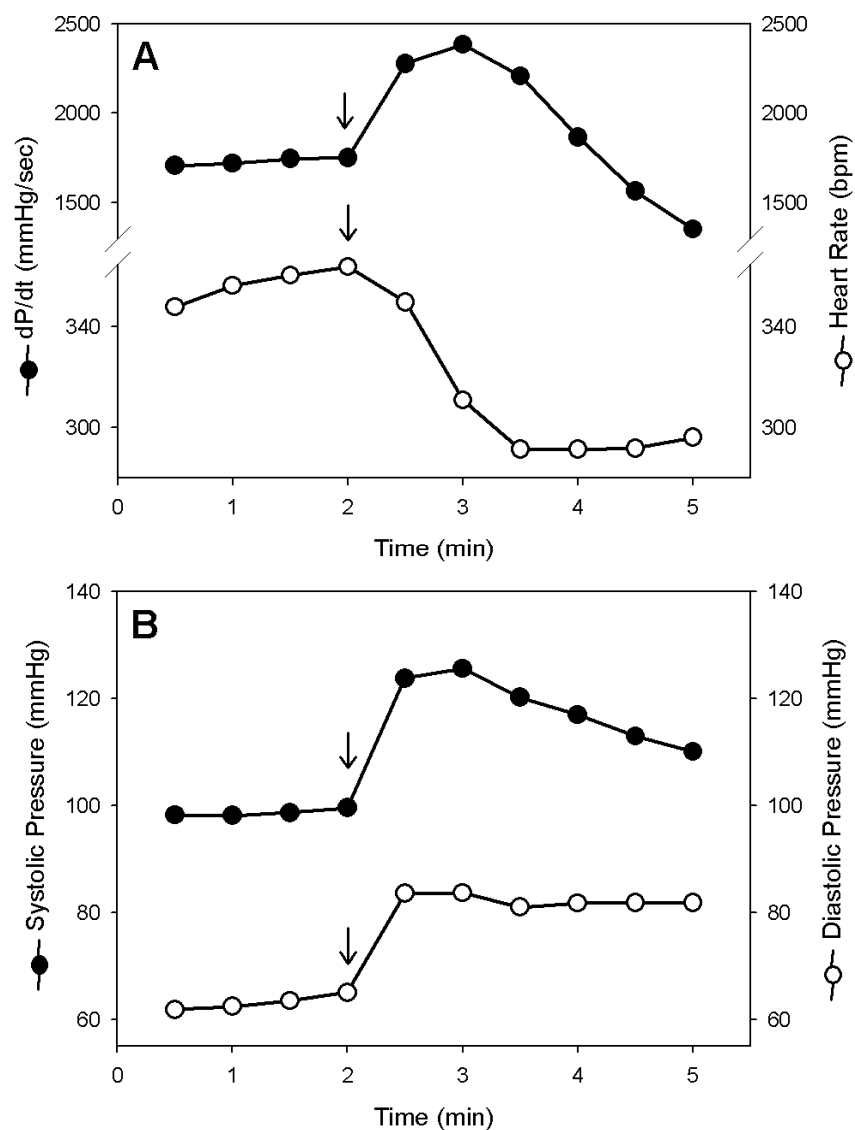 A
2500
2000
1500
340
300
2500
2000
1500
340
300
dP/dt (mmHg/sec)
Heart Rate (bpm)
0 1 2 3 4 5
Time (min)
B
140
120
100
80
60
140
120
100
80
60
Systolic Pressure (mmHg)
Diastolic Pressure (mmHg)
0 1 2 3 4 5
Time (min)